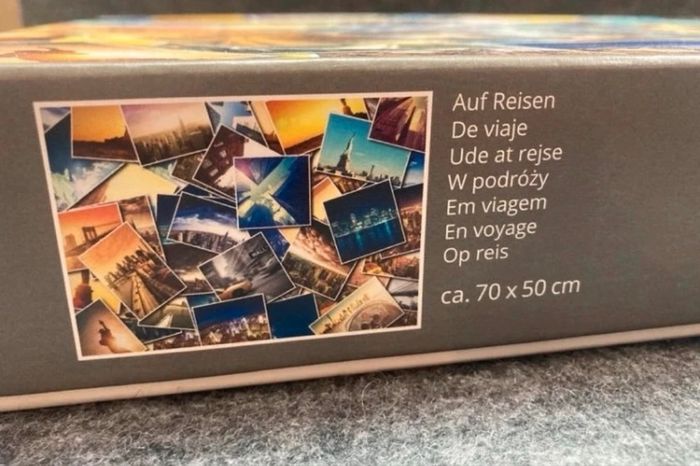 Auf Reisen
De viaje
Ude at rejse
W podróży
Em viagem
En voyage
Op reis
ca. 70 x 50 cm